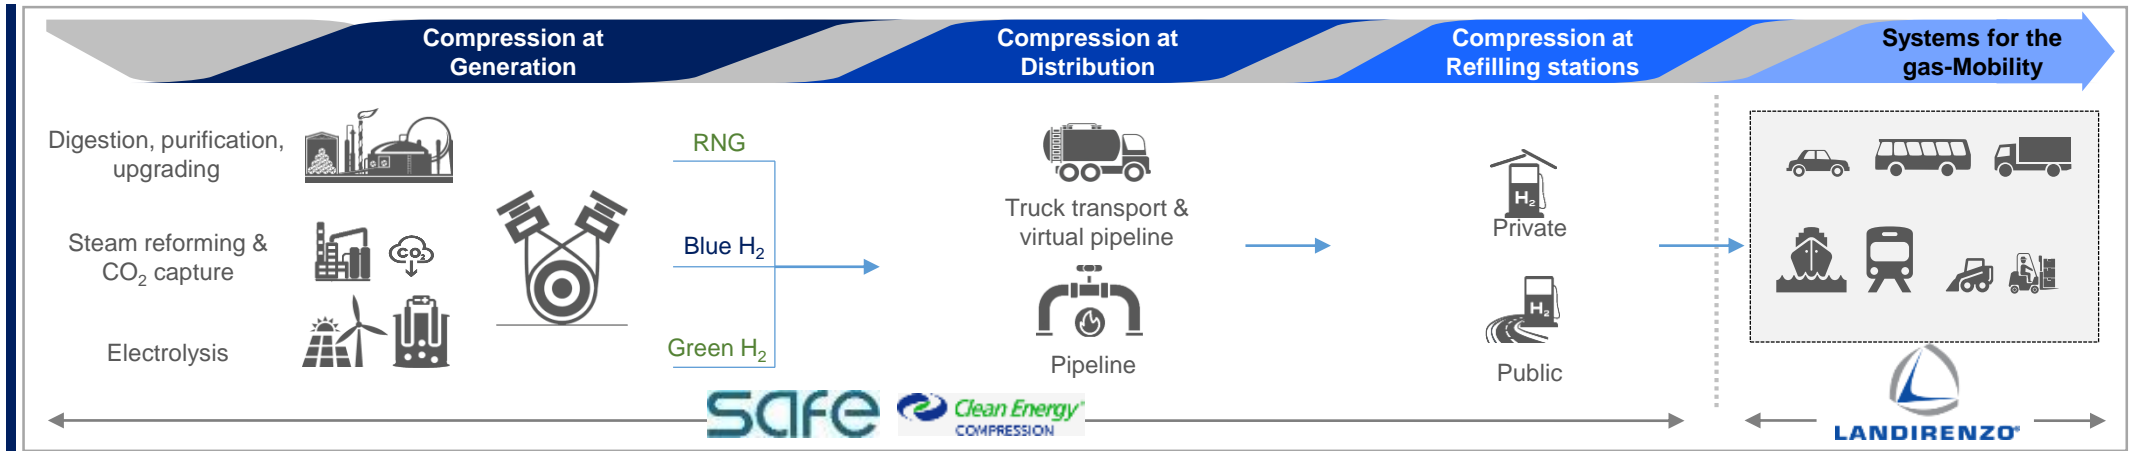 Compression at
Generation
Compression at
Distribution
Compression at
Refilling stations
Systems for the
gas-Mobility
Digestion, purification,
upgrading
Steam reforming &
CO₂ capture
CO₂
Electrolysis
RNG
Blue H₂
Green H₂
Truck transport &
virtual pipeline
Pipeline
H₂
Private
H₂
Public
safe
Clean Energy®
COMPRESSION
LANDIRENZO®